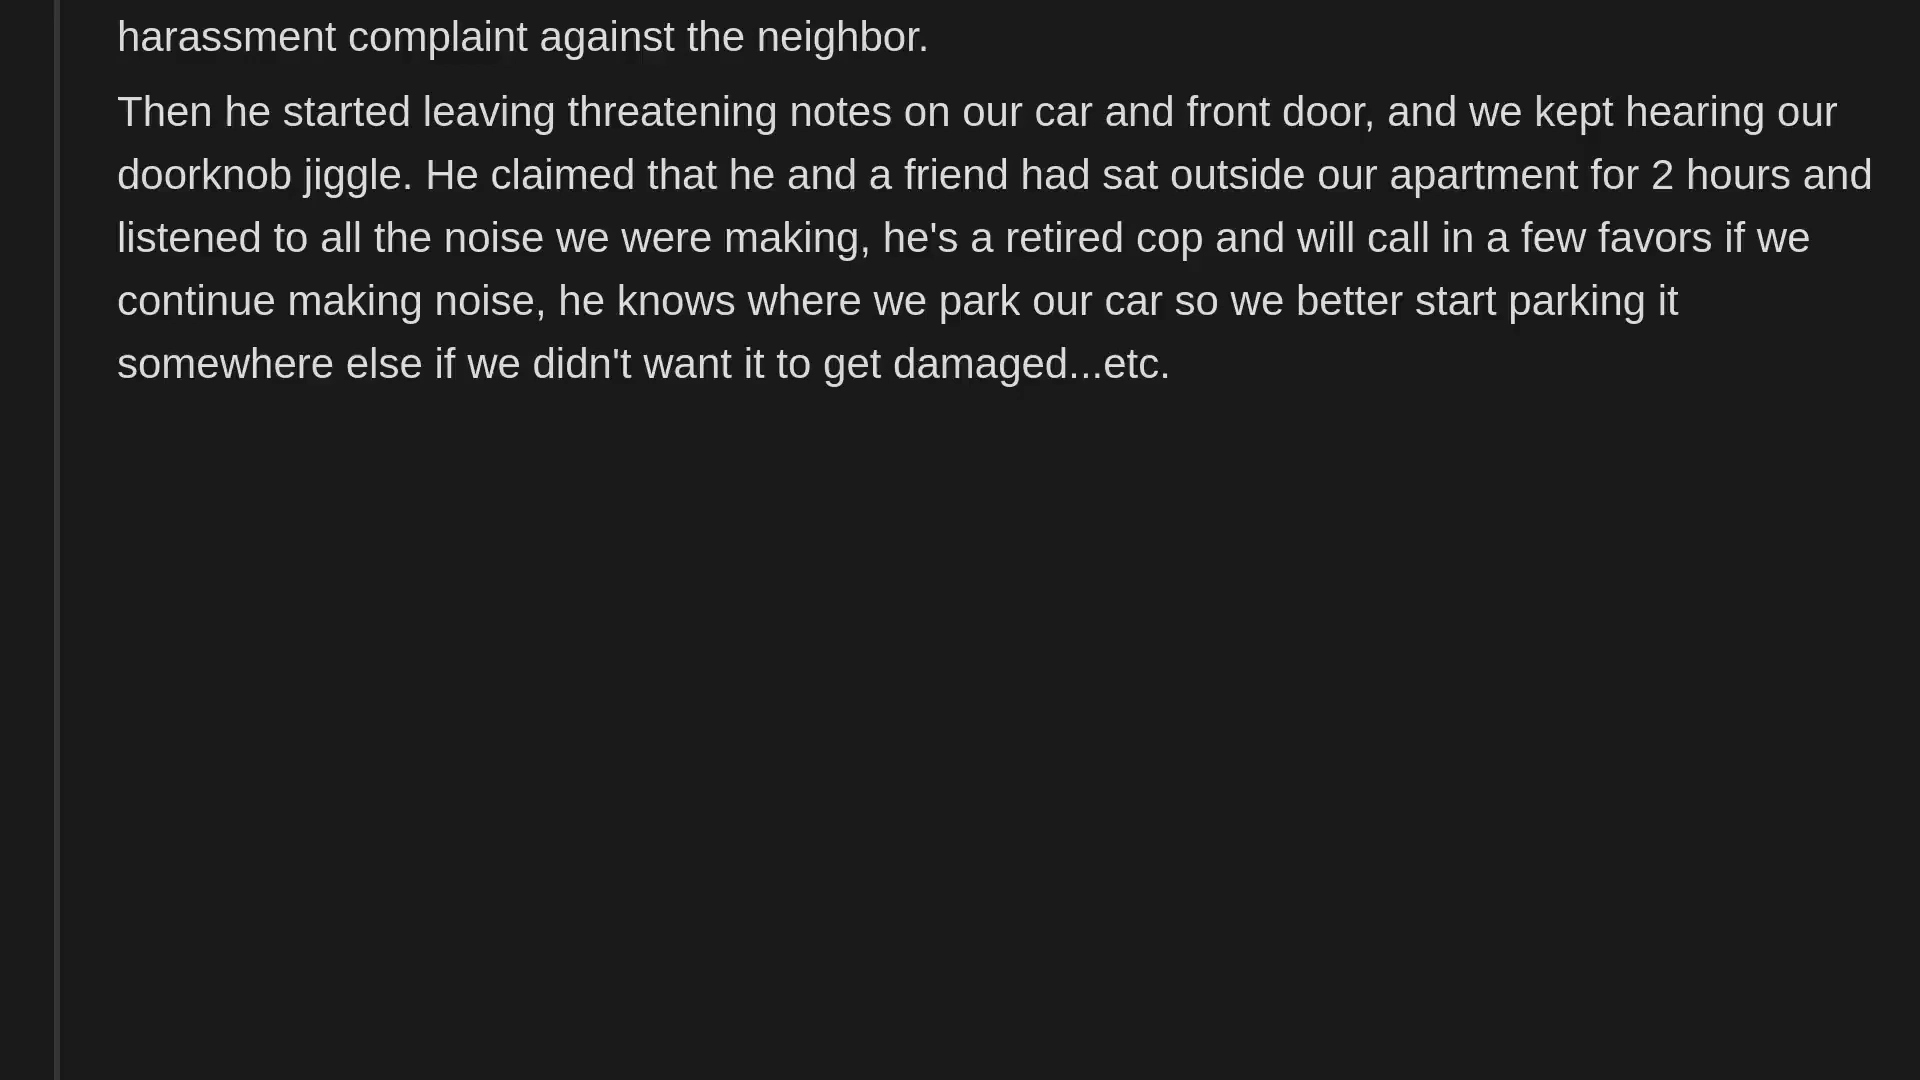 harassment complaint against the neighbor.
Then he started leaving threatening notes on our car and front door, and we kept hearing our
doorknob jiggle. He claimed that he and a friend had sat outside our apartment for 2 hours and
listened to all the noise we were making, he's a retired cop and will call in a few favors if we
continue making noise, he knows where we park our car so we better start parking it
somewhere else if we didn't want it to get damaged...etc.